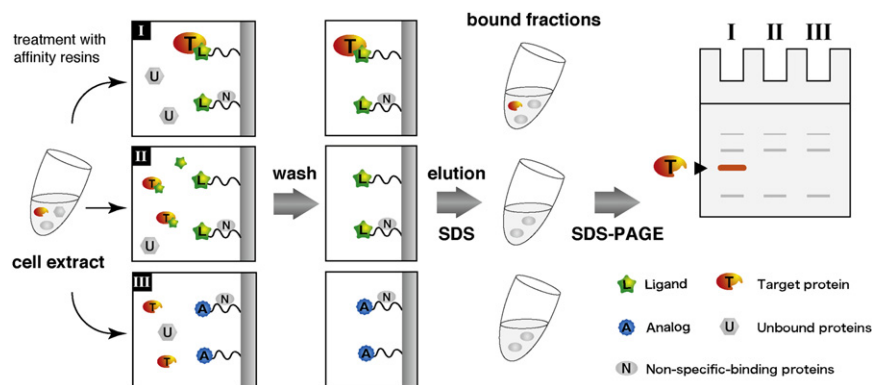 bound fractions
I II III
treatment with
affinity resins
I
T
L
U
N
L
U
T
L
N
L
II
L
T
T
L
N
U
wash
L
N
L
elution
SDS
SDS-PAGE
T
cell extract
III
T
N
A
U
T
A
N
A
A
L Ligand
T Target protein
A Analog
U Unbound proteins
N Non-specific-binding proteins